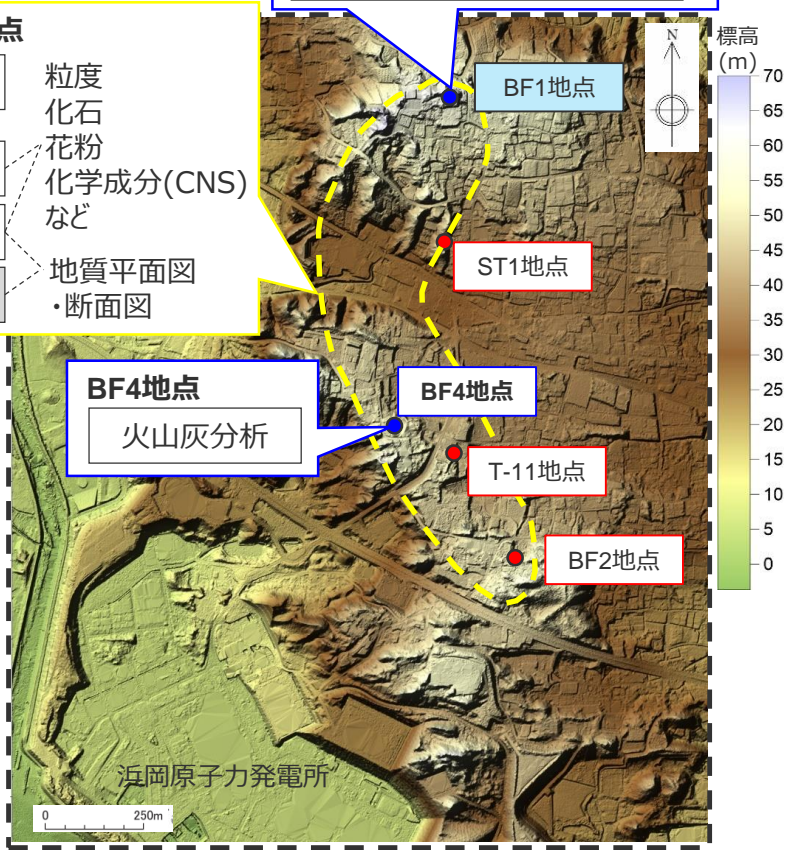 点
粒度
化石
花粉
化学成分(CNS)
など
地質平面図
・断面図
BF1地点
N
標高
(m)
70
65
60
55
50
45
40
35
30
25
20
15
10
5
0
ST1地点
BF4地点
火山灰分析
BF4地点
T-11地点
BF2地点
浜岡原子力発電所
0
250m